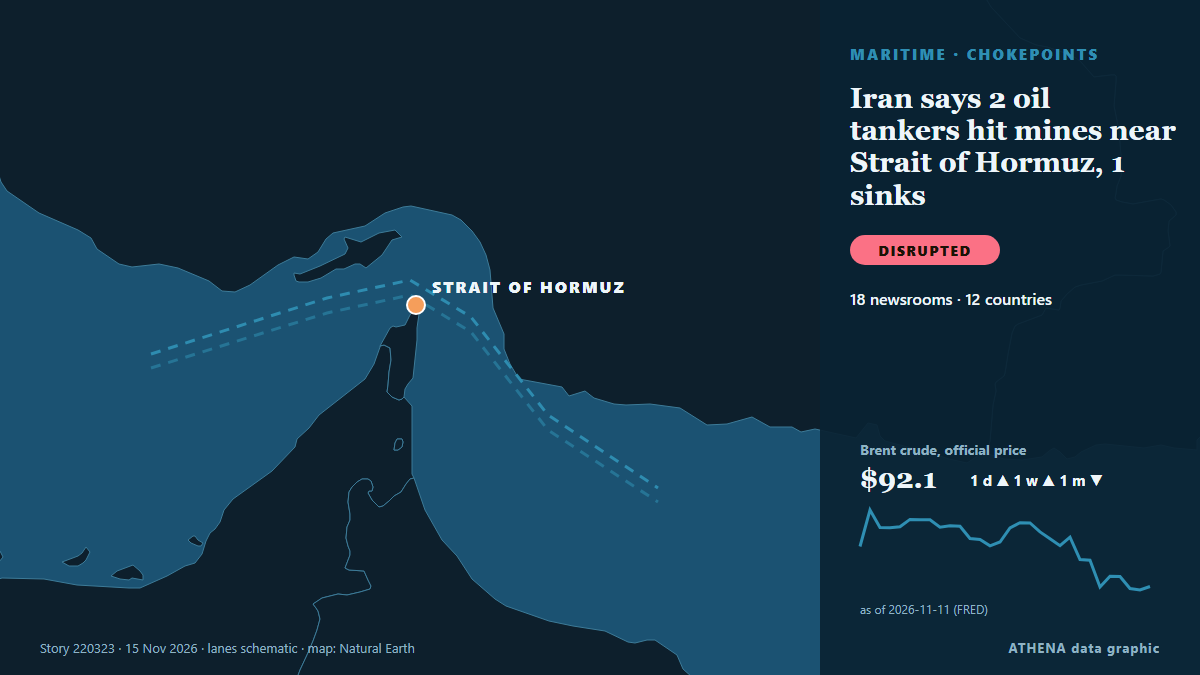 MARITIME · CHOKEPOINTS
Iran says 2 oil
tankers hit mines near
Strait of Hormuz, 1
sinks
DISRUPTED
18 newsrooms · 12 countries
STRAIT OF HORMUZ
Brent crude, official price
$92.1 1 d ▲ 1 w ▲ 1 m ▼
as of 2026-11-11 (FRED)
Story 220323 · 15 Nov 2026 · lanes schematic · map: Natural Earth
ATHENA data graphic